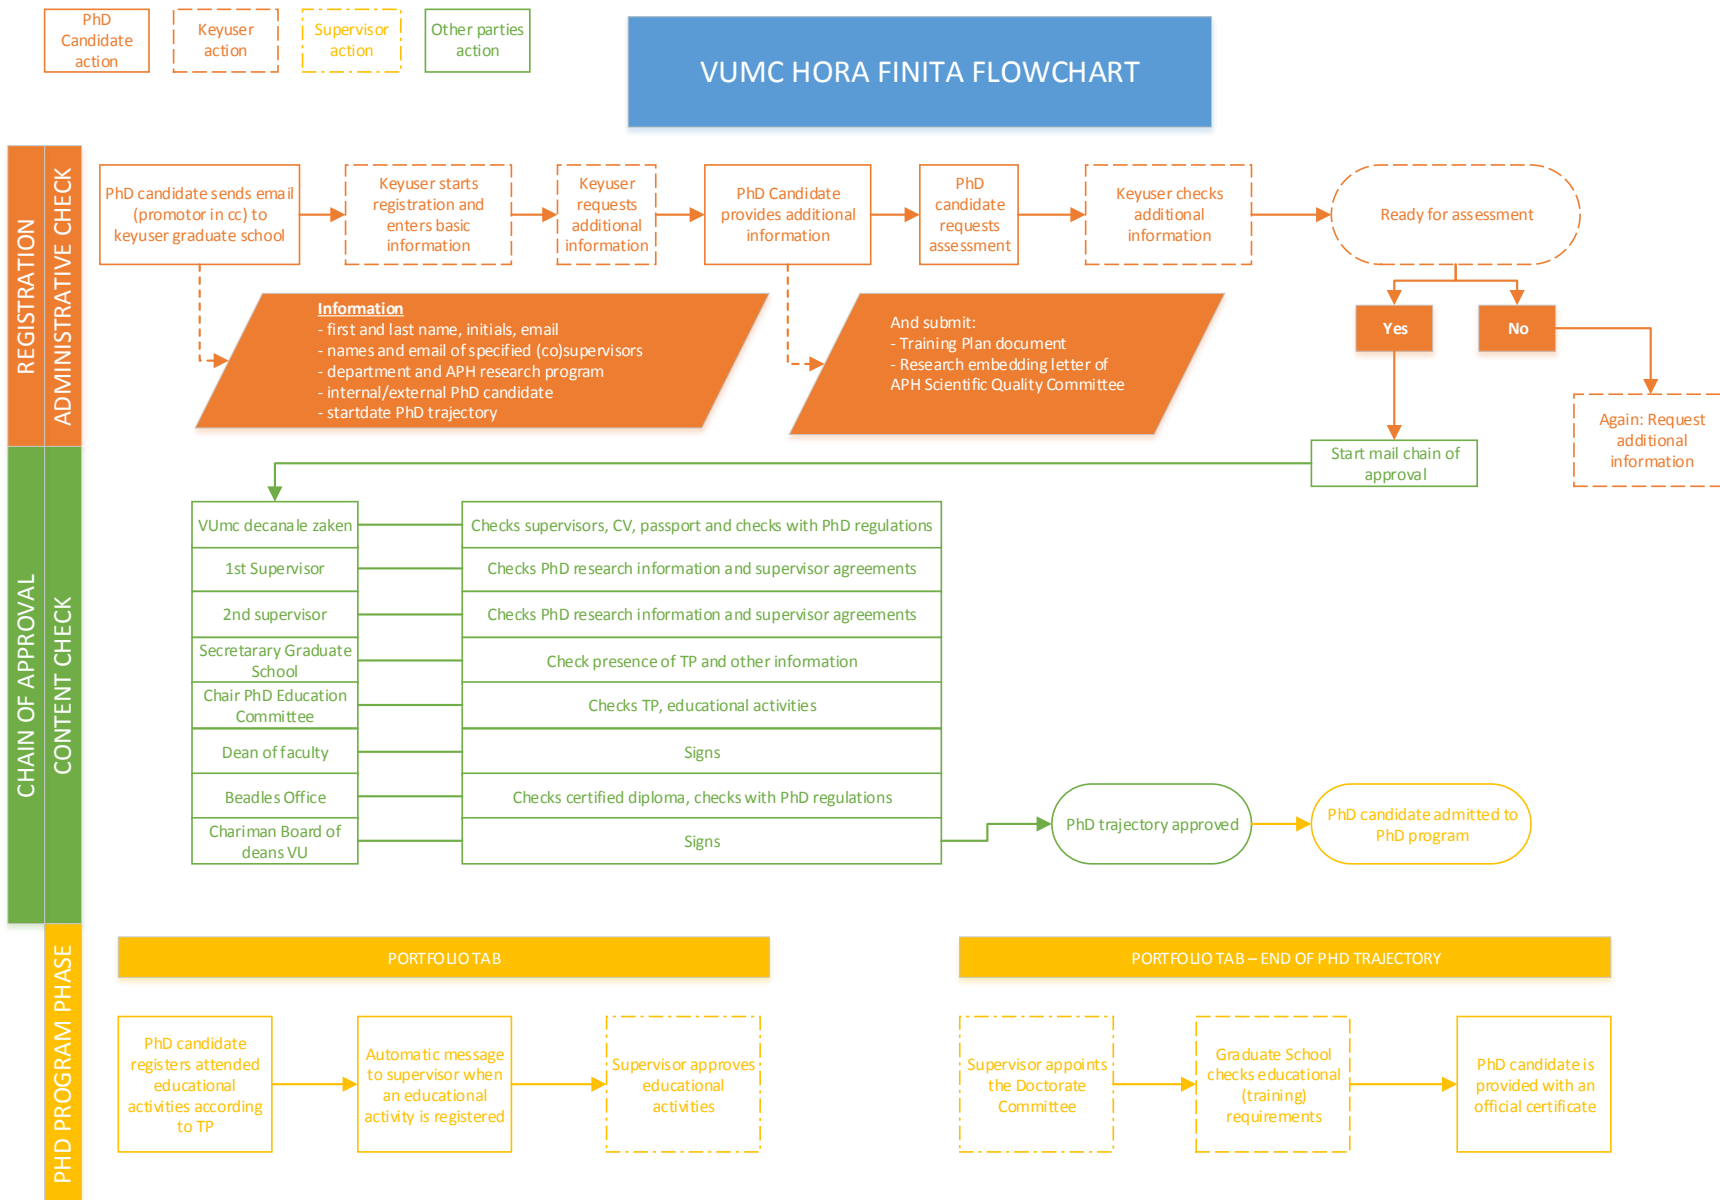 PhD
Candidate
action
Keyuser
action
Supervisor
action
Other parties
action
VUMC HORA FINITA FLOWCHART
REGISTRATION
ADMINISTRATIVE CHECK
PhD candidate sends email
(promotor in cc) to
keyuser graduate school
Keyuser starts
registration and
enters basic
information
Keyuser
requests
additional
information
PhD Candidate
provides additional
information
PhD
candidate
requests
assessment
Keyuser checks
additional
information
Ready for assessment
Information
- first and last name, initials, email
- names and email of specified (co)supervisors
- department and APH research program
- internal/external PhD candidate
- startdate PhD trajectory
And submit:
- Training Plan document
- Research embedding letter of
APH Scientific Quality Committee
Yes
No
Again: Request
additional
information
Start mail chain of
approval
CHAIN OF APPROVAL
CONTENT CHECK
VUmc decanale zaken
Checks supervisors, CV, passport and checks with PhD regulations
1st Supervisor
Checks PhD research information and supervisor agreements
2nd supervisor
Checks PhD research information and supervisor agreements
Secretarary Graduate
School
Check presence of TP and other information
Chair PhD Education
Committee
Checks TP, educational activities
Dean of faculty
Signs
Beadles Office
Checks certified diploma, checks with PhD regulations
Chariman Board of
deans VU
Signs
PhD trajectory approved
PhD candidate admitted to
PhD program
PHD PROGRAM PHASE
PORTFOLIO TAB
PhD candidate
registers attended
educational
activities according
to TP
Automatic message
to supervisor when
an educational
activity is registered
Supervisor approves
educational
activities
PORTFOLIO TAB – END OF PHD TRAJECTORY
Supervisor appoints
the Doctorate
Committee
Graduate School
checks educational
(training)
requirements
PhD candidate is
provided with an
official certificate